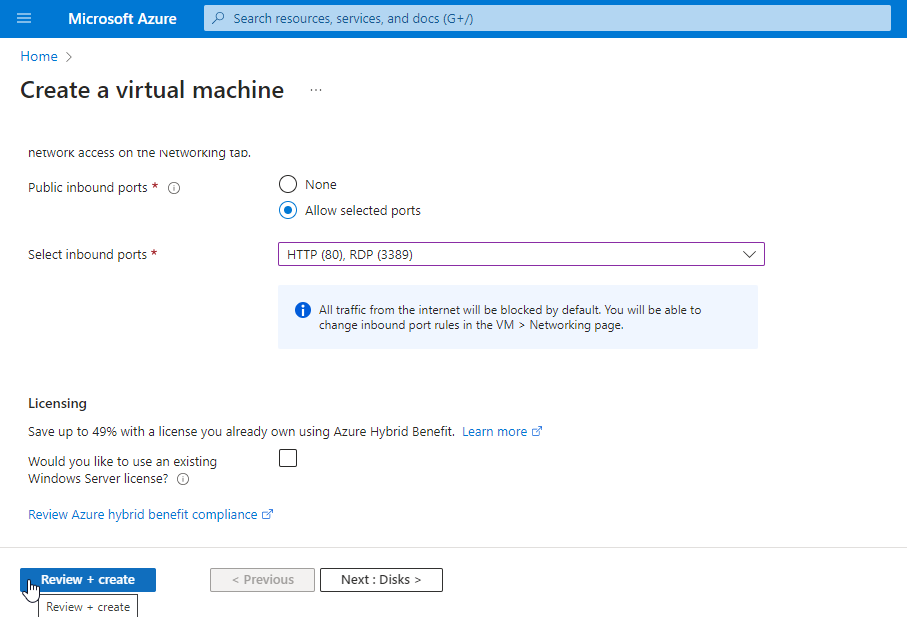 Microsoft Azure
Search resources, services, and docs (G+/)
Home >
Create a virtual machine ...
network access on the Networking tab.
Public inbound ports *
None
Allow selected ports
Select inbound ports *
HTTP (80), RDP (3389)
All traffic from the internet will be blocked by default. You will be able to
change inbound port rules in the VM > Networking page.
Licensing
Save up to 49% with a license you already own using Azure Hybrid Benefit. Learn more
Would you like to use an existing
Windows Server license?
Review Azure hybrid benefit compliance
Review + create
< Previous
Next : Disks >
Review + create